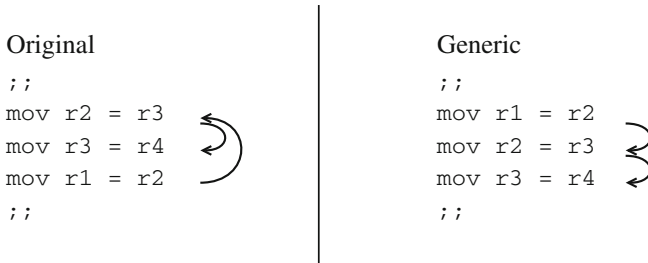 Original
;;
mov r2 = r3
mov r3 = r4
mov r1 = r2
;;
Generic
;;
mov r1 = r2
mov r2 = r3
mov r3 = r4
;;